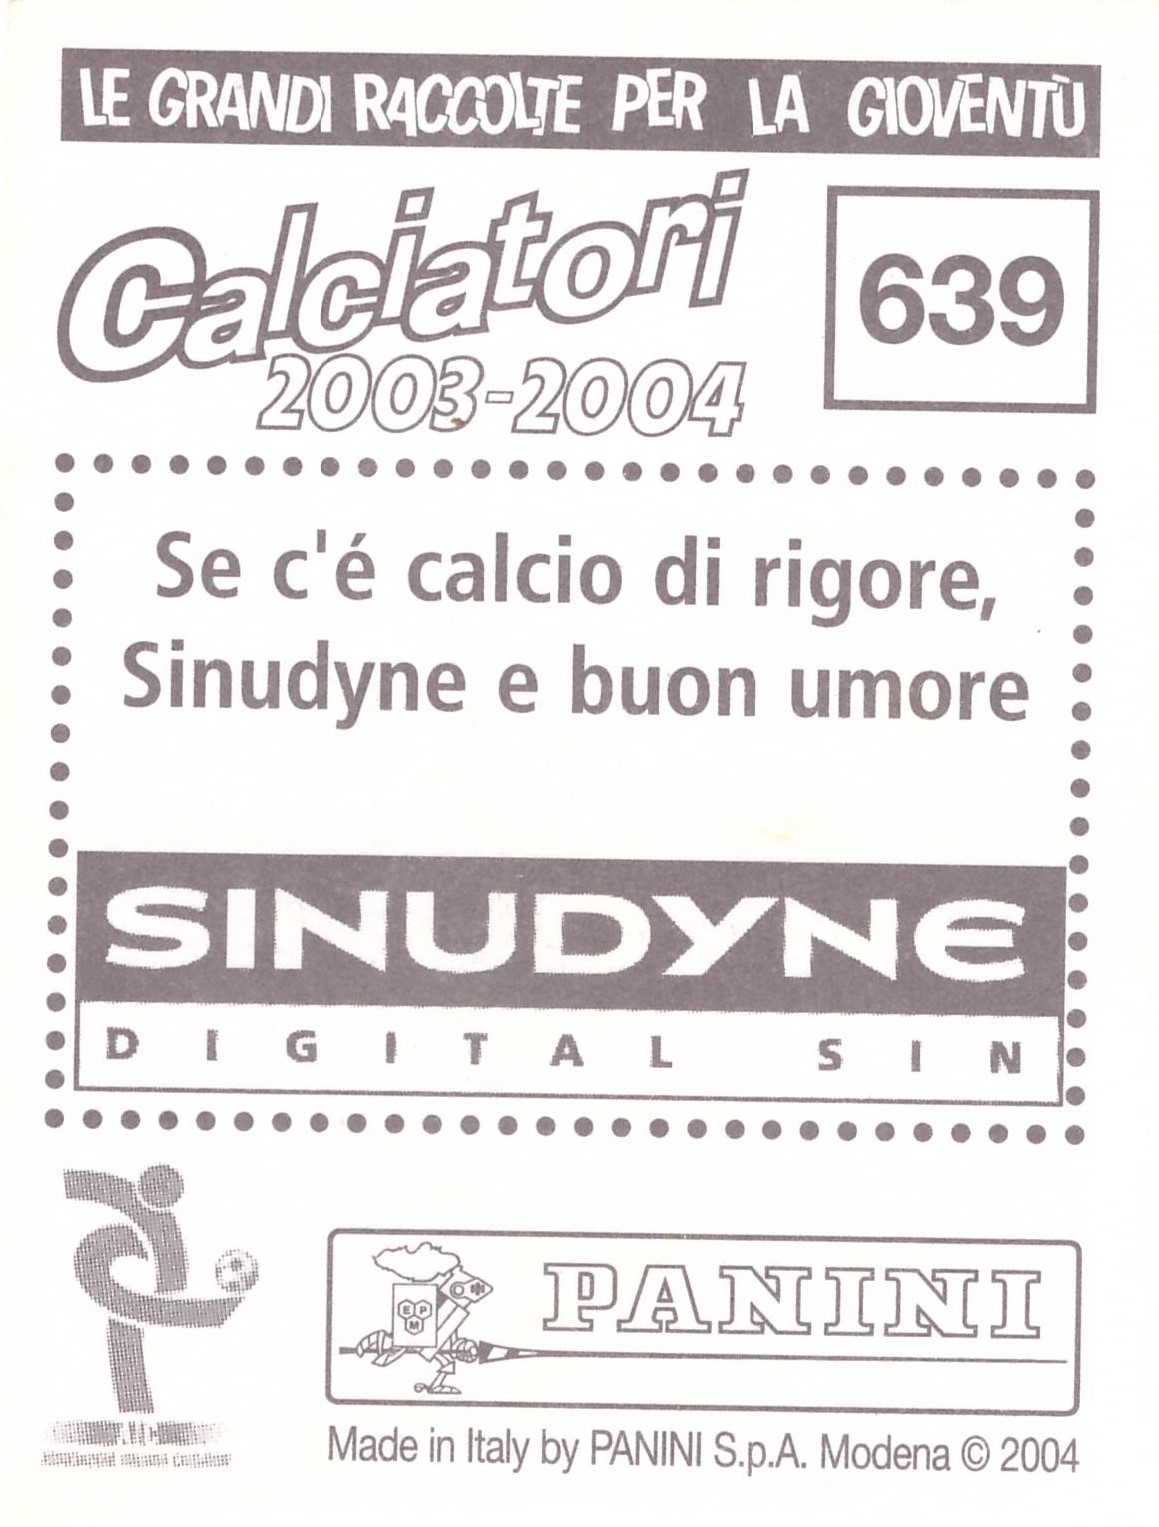 LE GRANDI RACCOLTE PER LA GIOVENTÙ
Calciatori
2003-2004
639
Se c'é calcio di rigore,
Sinudyne e buon umore
SINUDYNE
DIGITAL SIN
E P
M
PANINI
Made in Italy by PANINI S.p.A. Modena © 2004